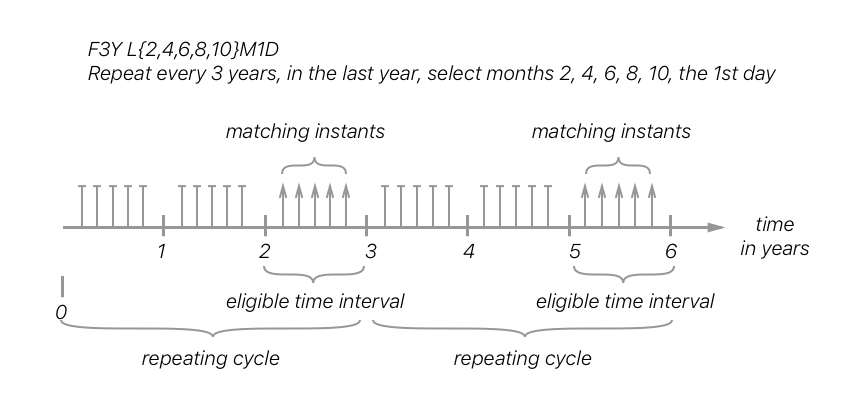 F3Y L{2,4,6,8,10}M1D
Repeat every 3 years, in the last year, select months 2, 4, 6, 8, 10, the 1st day
matching instants matching instants
1 2 3 4 5 6
time
in years
0
eligible time interval eligible time interval
repeating cycle repeating cycle